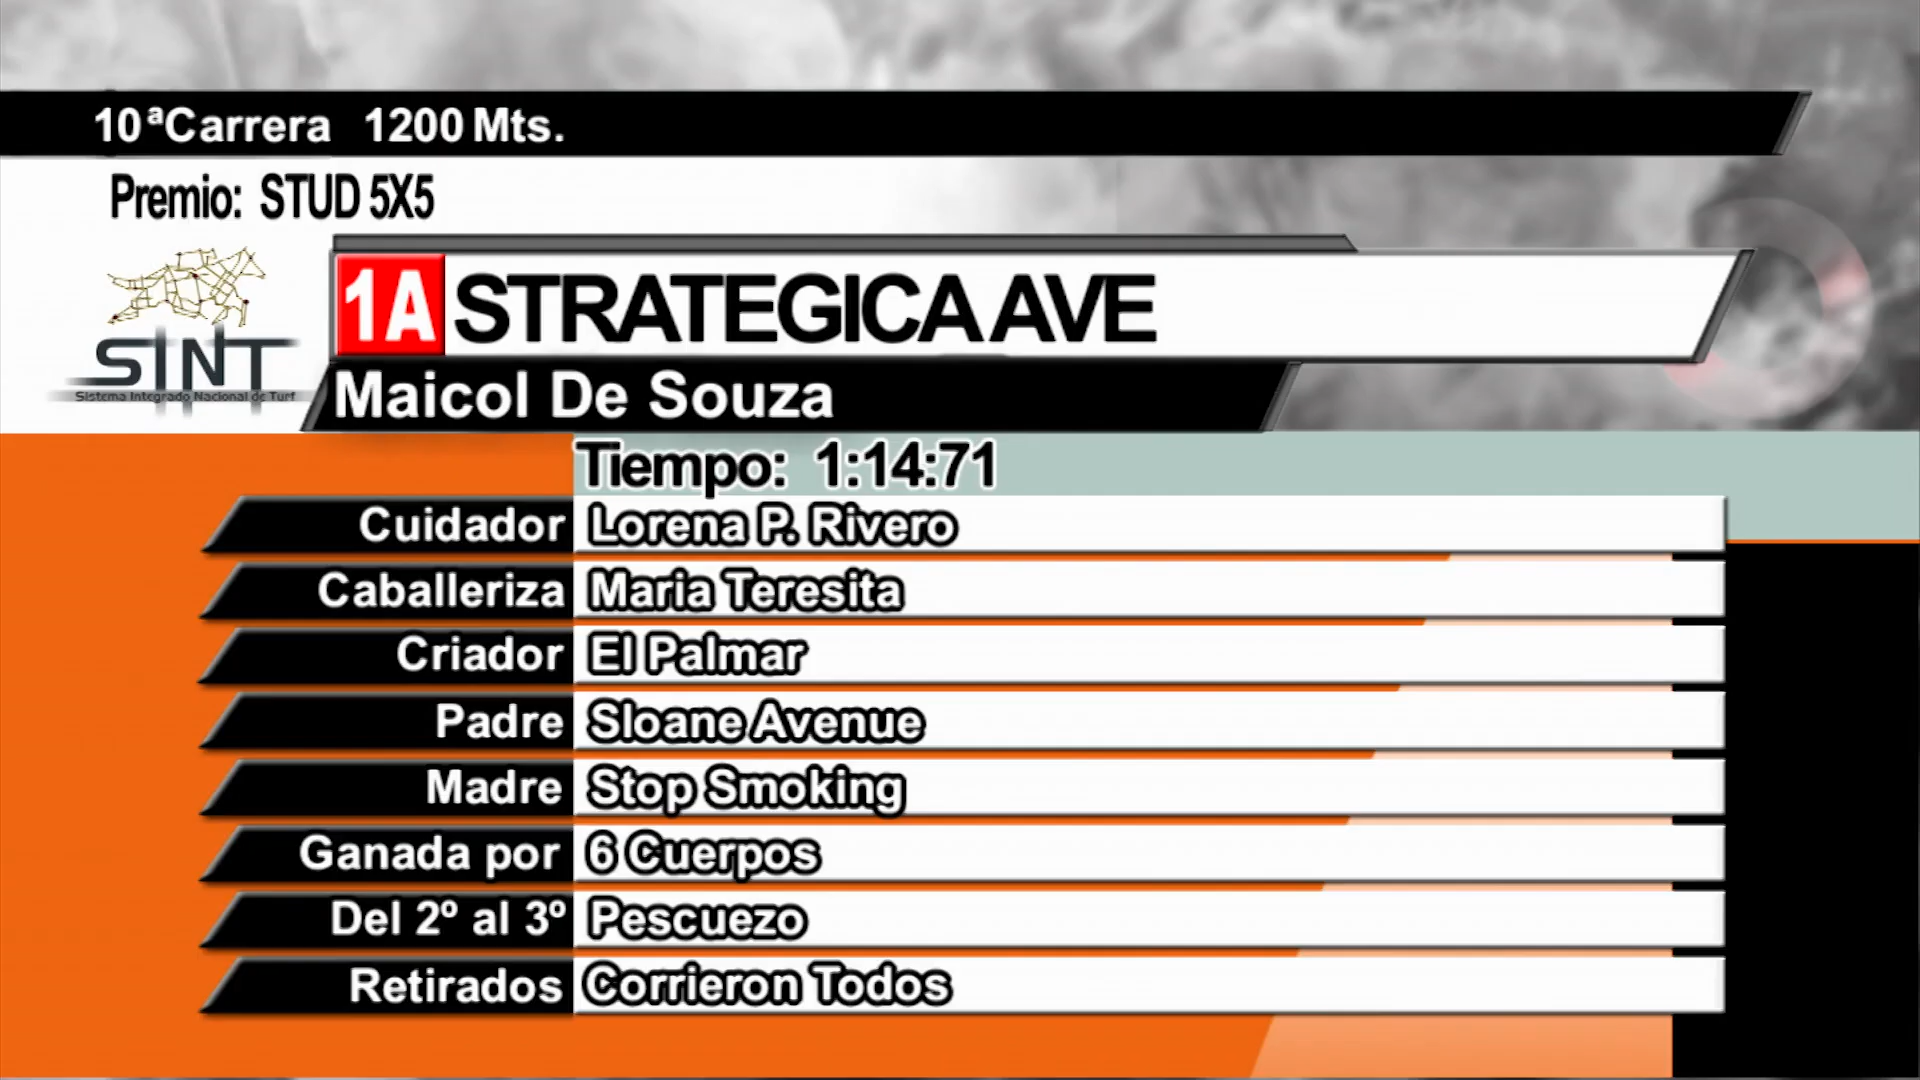 10ªCarrera 1200 Mts.
Premio: STUD 5X5
SINT
Sistema Integrado Nacional de Turf
1A STRATEGICA AVE
Maicol De Souza
Tiempo: 1:14:71
Cuidador Lorena P. Rivero
Caballeriza Maria Teresita
Criador El Palmar
Padre Sloane Avenue
Madre Stop Smoking
Ganada por 6 Cuerpos
Del 2º al 3º Pescuezo
Retirados Corrieron Todos